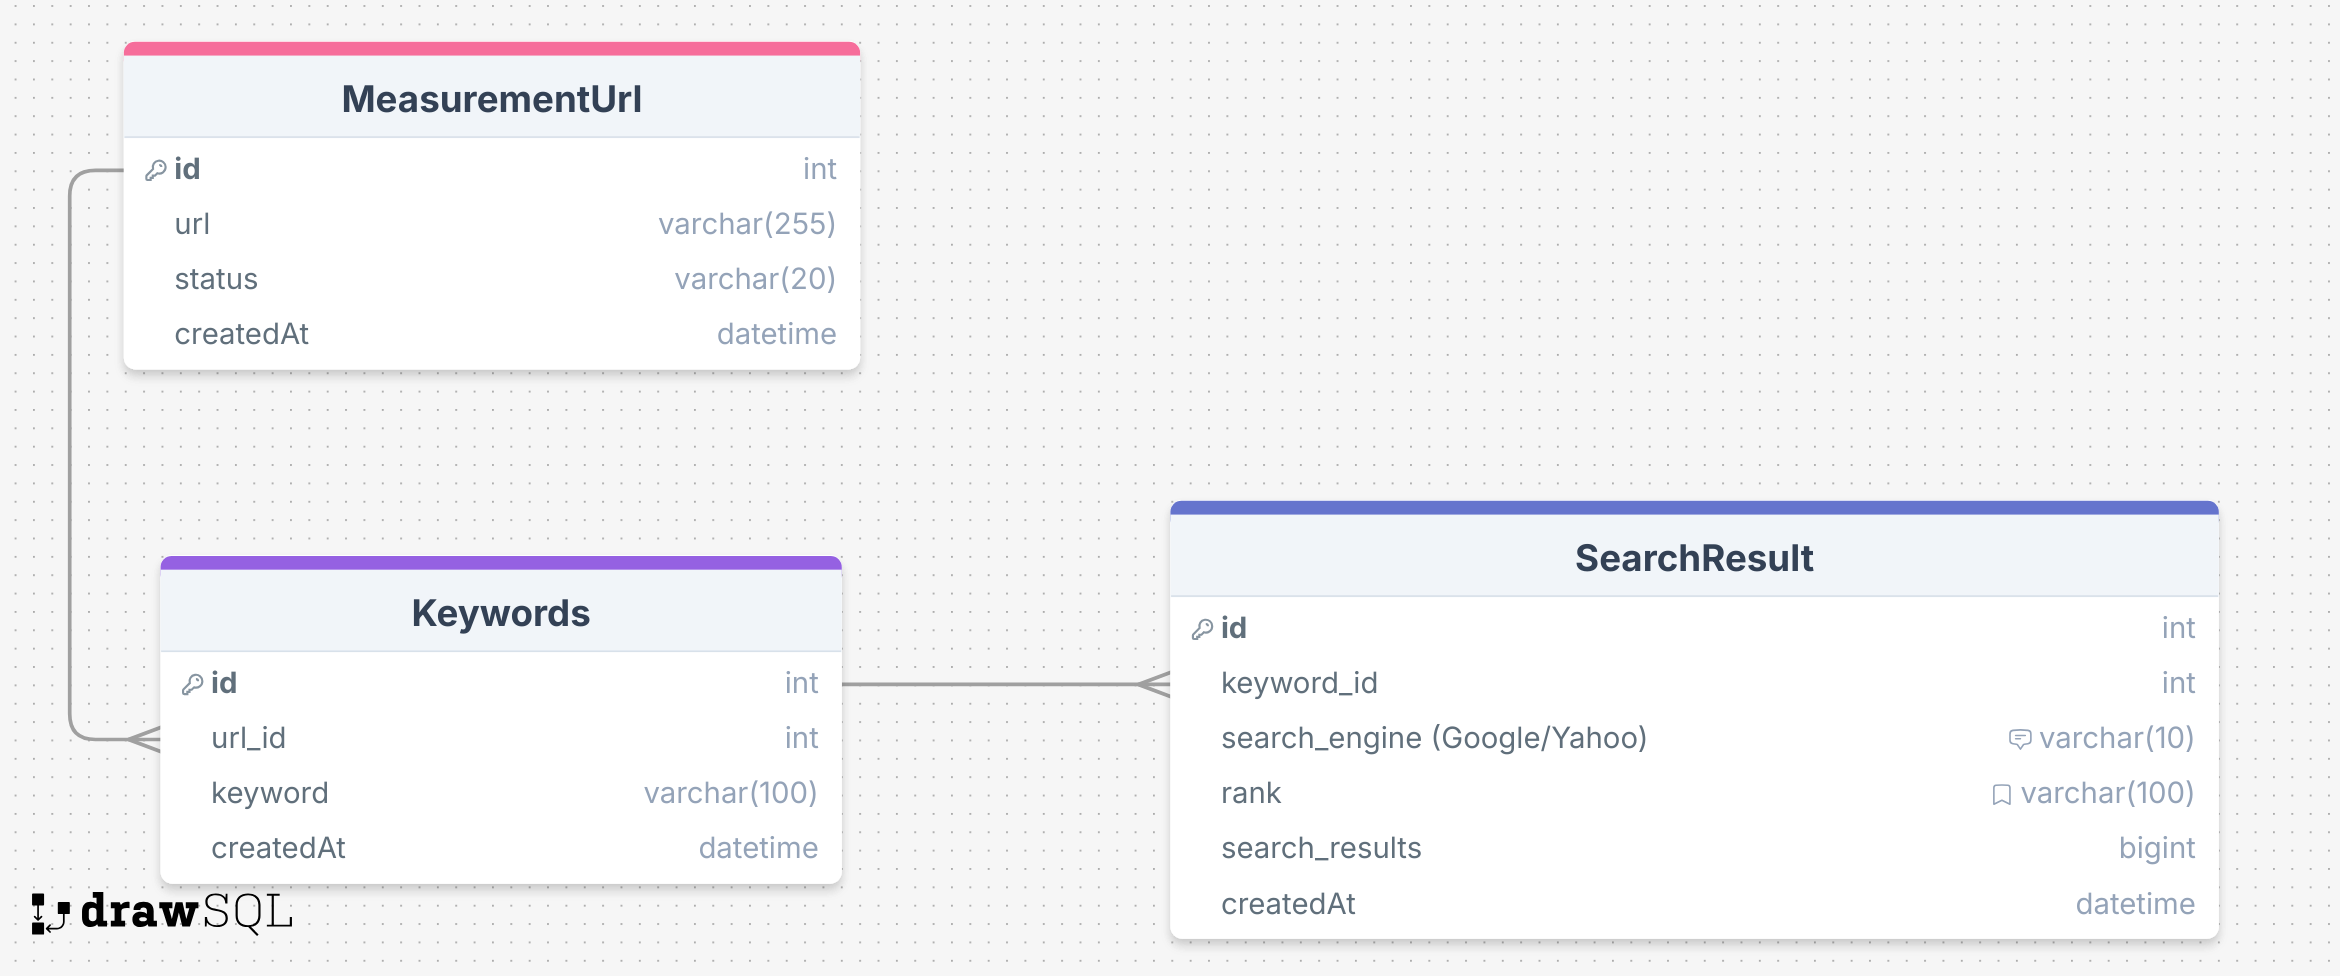 MeasurementUrl
id int
url varchar(255)
status varchar(20)
createdAt datetime
Keywords
id int
url_id int
keyword varchar(100)
createdAt datetime
SearchResult
id int
keyword_id int
search_engine (Google/Yahoo) varchar(10)
rank varchar(100)
search_results bigint
createdAt datetime
drawSQL